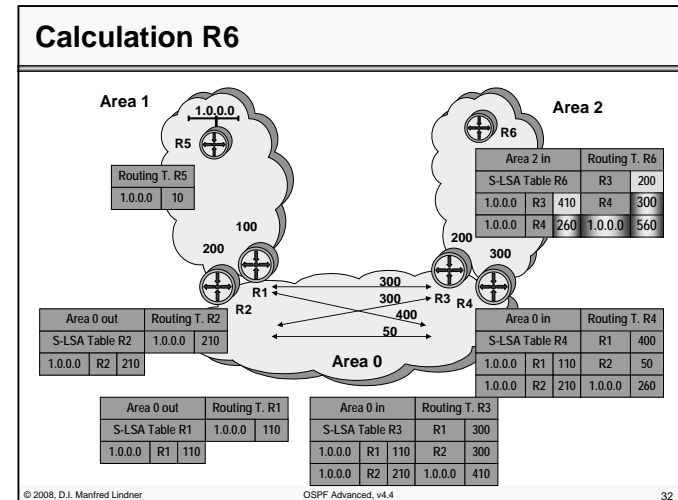 Calculation R6
Area 1
1.0.0.0
R5
Routing T. R5
1.0.0.0 10
100
200
R1
R2
Area 2
R6
Area 2 in Routing T. R6
S-LSA Table R6 R3 200
1.0.0.0 R3 410 R4 300
1.0.0.0 R4 260 1.0.0.0 560
200
300
R3
R4
300
300
400
50
Area 0
Area 0 out Routing T. R2
S-LSA Table R2 1.0.0.0 210
1.0.0.0 R2 210
Area 0 in Routing T. R4
S-LSA Table R4 R1 400
1.0.0.0 R1 110 R2 50
1.0.0.0 R2 210 1.0.0.0 260
Area 0 out Routing T. R1
S-LSA Table R1 1.0.0.0 110
1.0.0.0 R1 110
Area 0 in Routing T. R3
S-LSA Table R3 R1 300
1.0.0.0 R1 110 R2 300
1.0.0.0 R2 210 1.0.0.0 410
© 2008, D.I. Manfred Lindner OSPF Advanced, v4.4 32